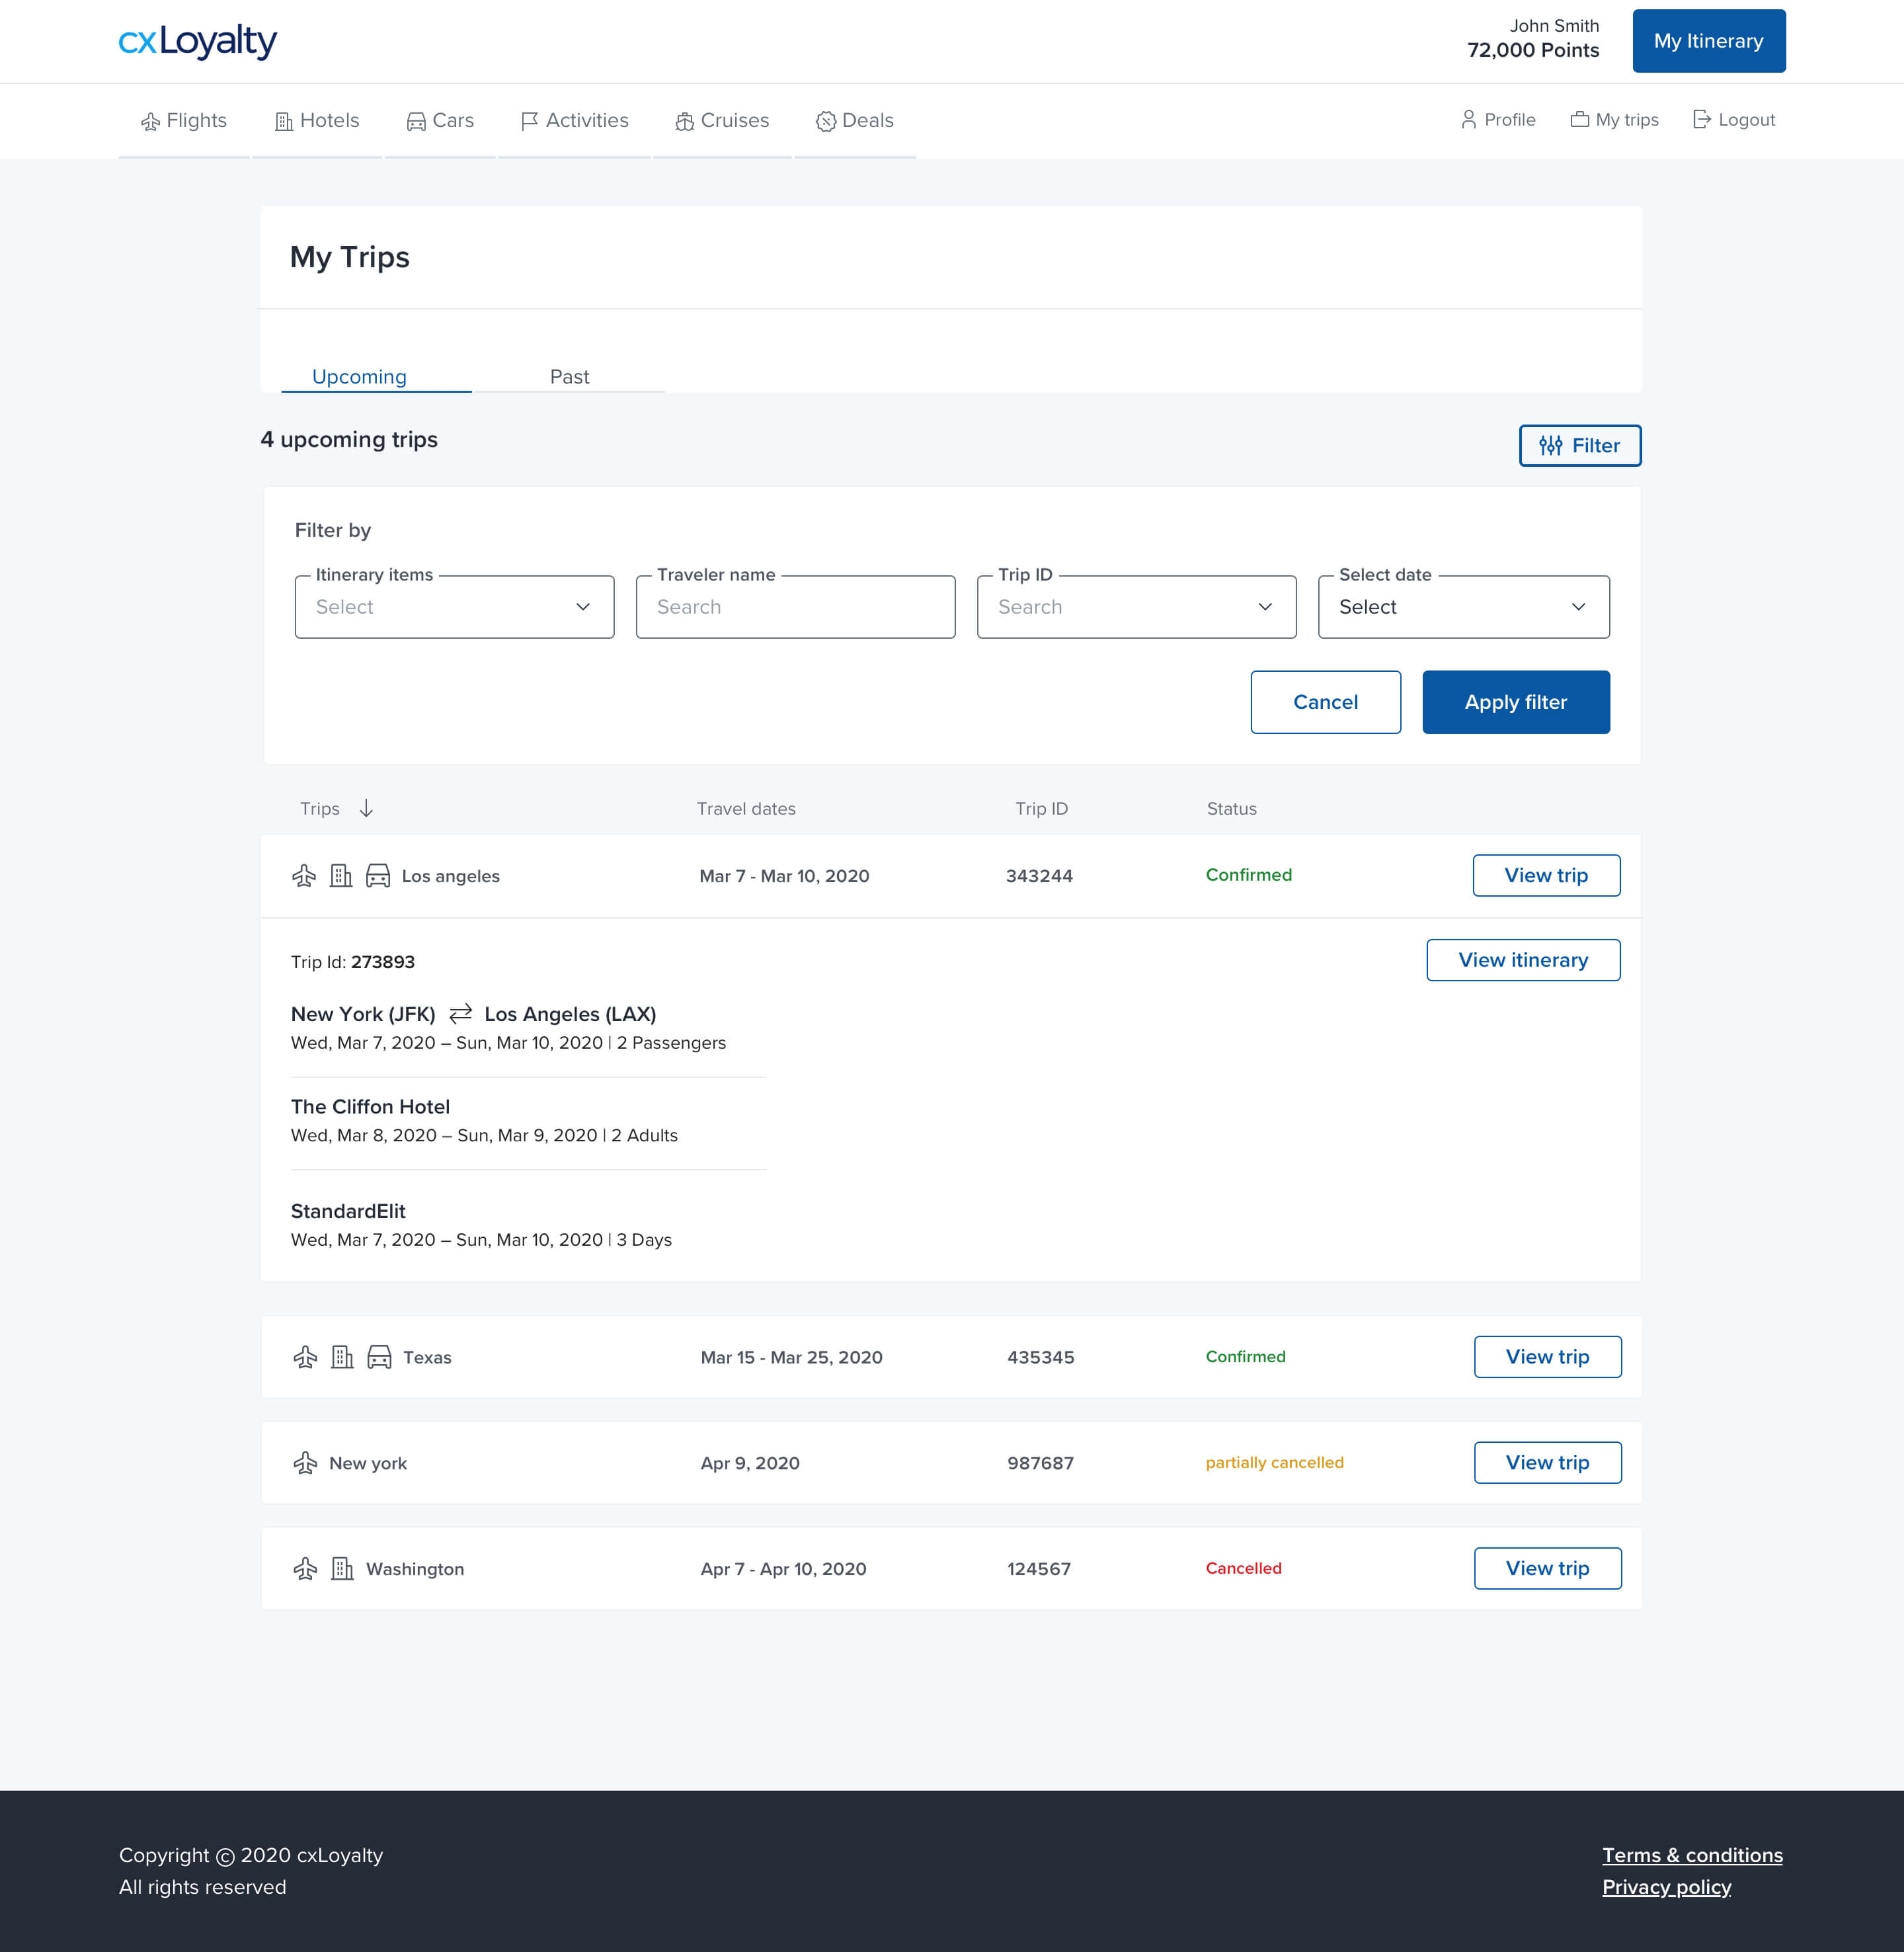 cxLoyalty
John Smith
72,000 Points
My Itinerary
Flights
Hotels
Cars
Activities
Cruises
Deals
Profile
My trips
Logout
My Trips
Upcoming
Past
4 upcoming trips
Filter
Filter by
Itinerary items
Select
Traveler name
Search
Trip ID
Search
Select date
Select
Cancel
Apply filter
Trips
Travel dates
Trip ID
Status
Los angeles
Mar 7 - Mar 10, 2020
343244
Confirmed
View trip
Trip Id: 273893
View itinerary
New York (JFK) ⇄ Los Angeles (LAX)
Wed, Mar 7, 2020 – Sun, Mar 10, 2020 | 2 Passengers
The Cliffon Hotel
Wed, Mar 8, 2020 – Sun, Mar 9, 2020 | 2 Adults
StandardElit
Wed, Mar 7, 2020 – Sun, Mar 10, 2020 | 3 Days
Texas
Mar 15 - Mar 25, 2020
435345
Confirmed
View trip
New york
Apr 9, 2020
987687
partially cancelled
View trip
Washington
Apr 7 - Apr 10, 2020
124567
Cancelled
View trip
Copyright © 2020 cxLoyalty
All rights reserved
Terms & conditions
Privacy policy